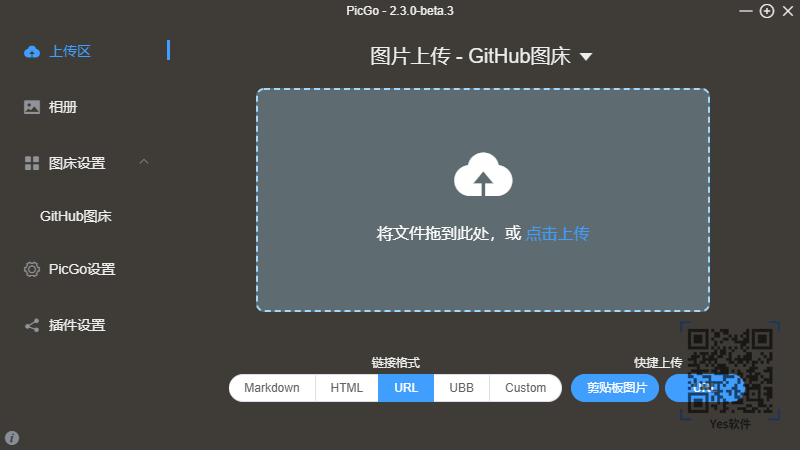 PicGo - 2.3.0-beta.3
上传区
相册
图床设置
GitHub图床
PicGo设置
插件设置
图片上传 - GitHub图床
将文件拖到此处，或 点击上传
链接格式
Markdown HTML URL UBB Custom
快捷上传
剪贴板图片
Yes软件